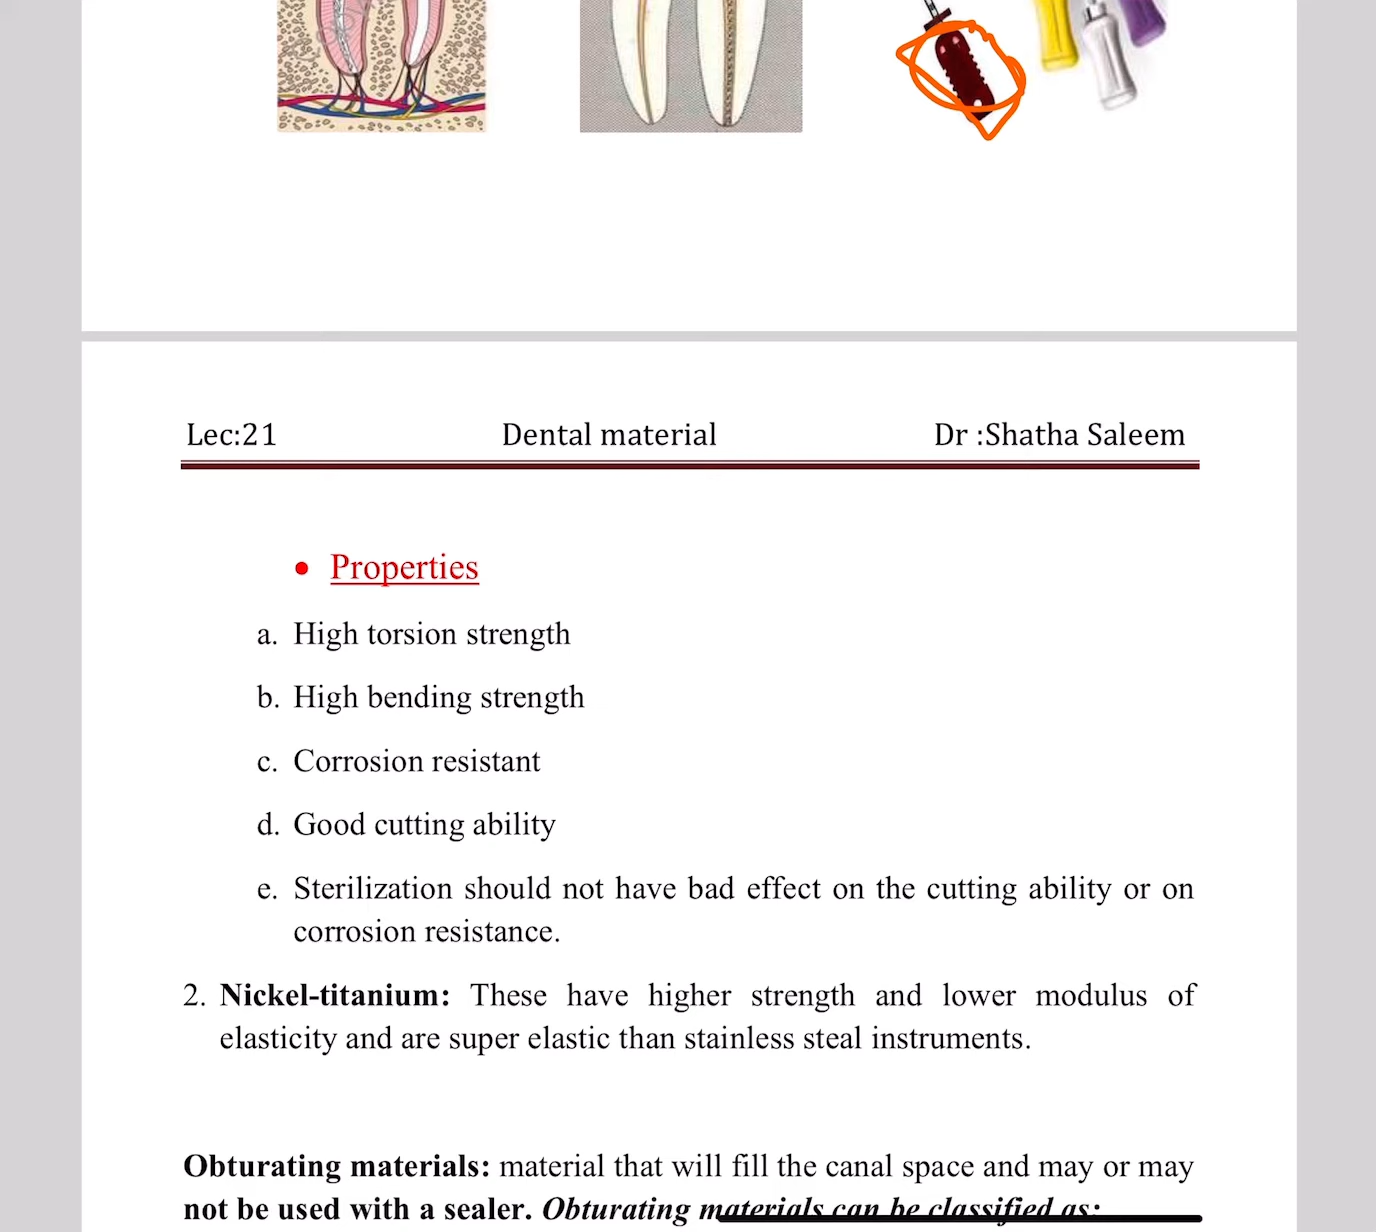 Lec:21 Dental material Dr :Shatha Saleem
• Properties
a. High torsion strength
b. High bending strength
c. Corrosion resistant
d. Good cutting ability
e. Sterilization should not have bad effect on the cutting ability or on
corrosion resistance.
2. Nickel-titanium: These have higher strength and lower modulus of
elasticity and are super elastic than stainless steal instruments.
Obturating materials: material that will fill the canal space and may or may
not be used with a sealer. Obturating materials can be classified as: